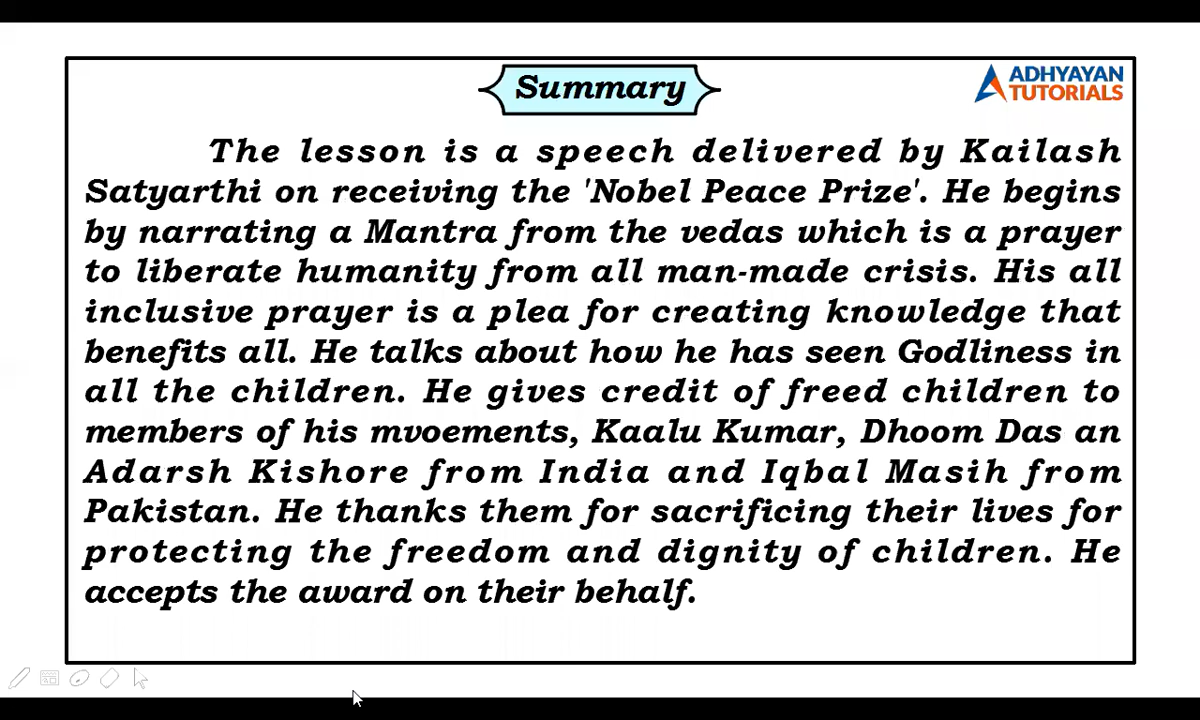 Summary
ADHYAYAN
TUTORIALS
The lesson is a speech delivered by Kailash
Satyarthi on receiving the 'Nobel Peace Prize'. He begins
by narrating a Mantra from the vedas which is a prayer
to liberate humanity from all man-made crisis. His all
inclusive prayer is a plea for creating knowledge that
benefits all. He talks about how he has seen Godliness in
all the children. He gives credit of freed children to
members of his mvoements, Kaalu Kumar, Dhoom Das an
Adarsh Kishore from India and Iqbal Masih from
Pakistan. He thanks them for sacrificing their lives for
protecting the freedom and dignity of children. He
accepts the award on their behalf.